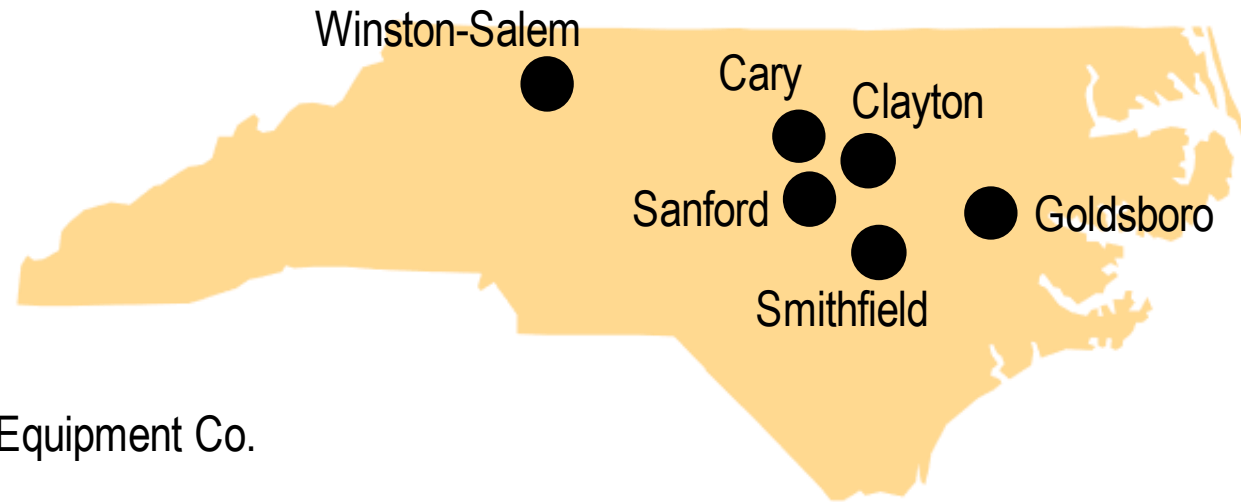 Winston-Salem
Cary
Clayton
Sanford
Goldsboro
Smithfield
Equipment Co.